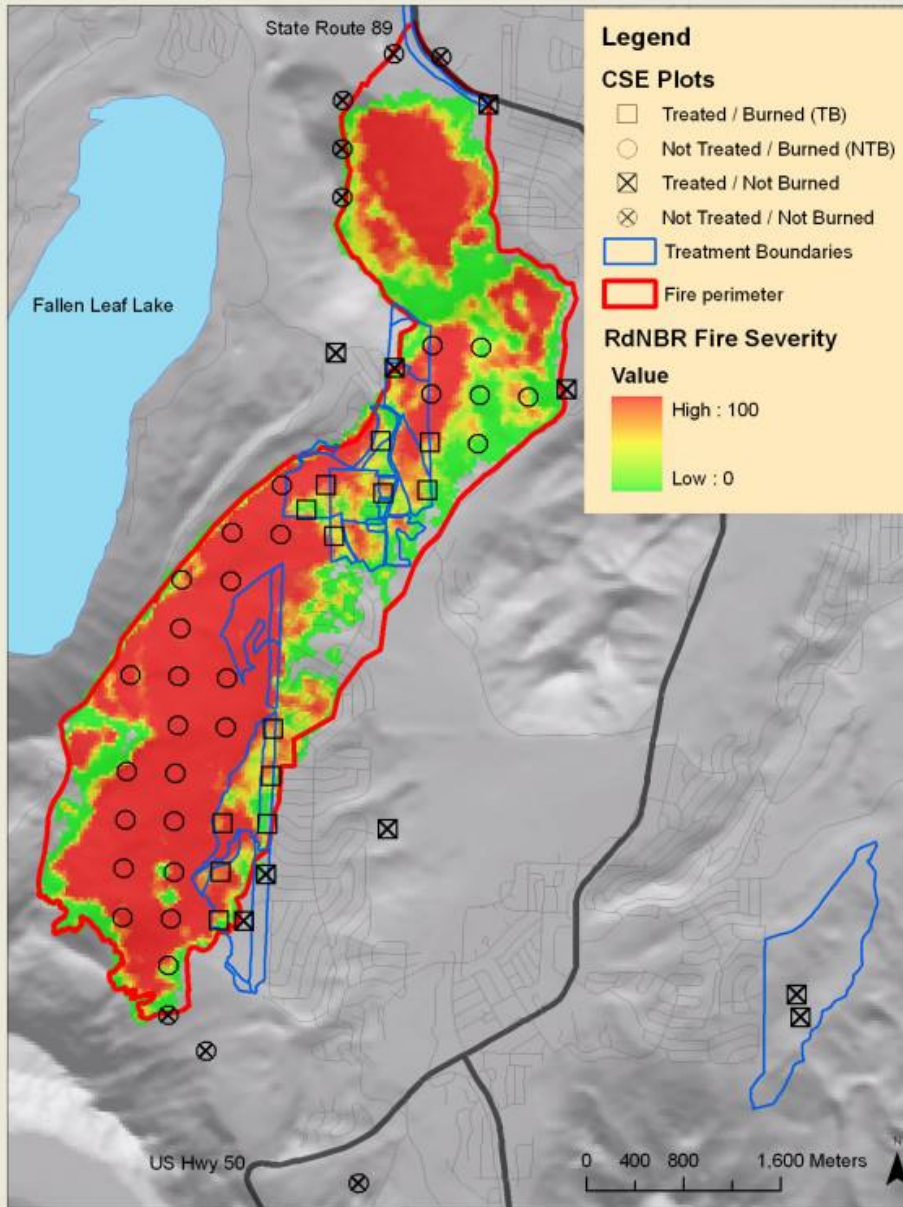 State Route 89
Fallen Leaf Lake
US Hwy 50
Legend
CSE Plots
Treated / Burned (TB)
Not Treated / Burned (NTB)
Treated / Not Burned
Not Treated / Not Burned
Treatment Boundaries
Fire perimeter
RdNBR Fire Severity
Value
High : 100
Low : 0
0 400 800 1,600 Meters
N